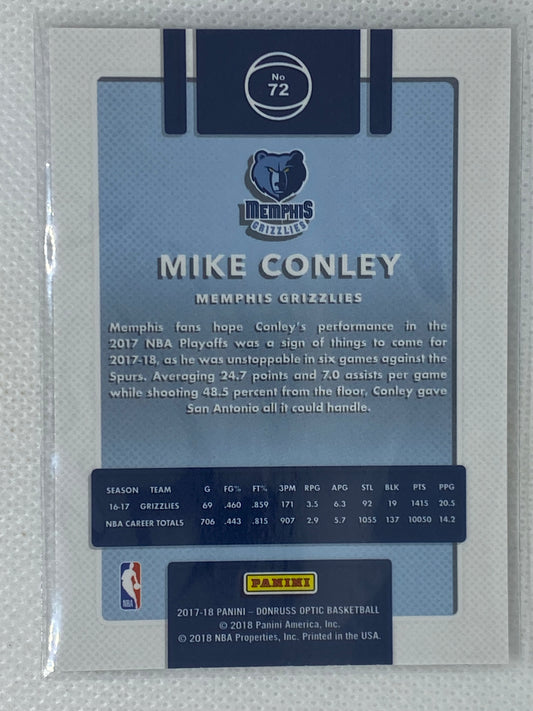 No
72
MEMPHIS
GRIZZLIES
MIKE CONLEY
MEMPHIS GRIZZLIES
Memphis fans hope Conley's performance in the
2017 NBA Playoffs was a sign of things to come for
2017-18, as he was unstoppable in six games against the
Spurs. Averaging 24.7 points and 7.0 assists per game
while shooting 48.5 percent from the floor, Conley gave
San Antonio all it could handle.
SEASON TEAM G FG% FT% 3PM RPG APG STL BLK PTS PPG
16-17 GRIZZLIES 69 .460 .859 171 3.5 6.3 92 19 1415 20.5
NBA CAREER TOTALS 706 .443 .815 907 2.9 5.7 1055 137 10050 14.2
NBA
PANINI
2017-18 PANINI – DONRUSS OPTIC BASKETBALL
© 2018 Panini America, Inc.
© 2018 NBA Properties, Inc. Printed in the USA.